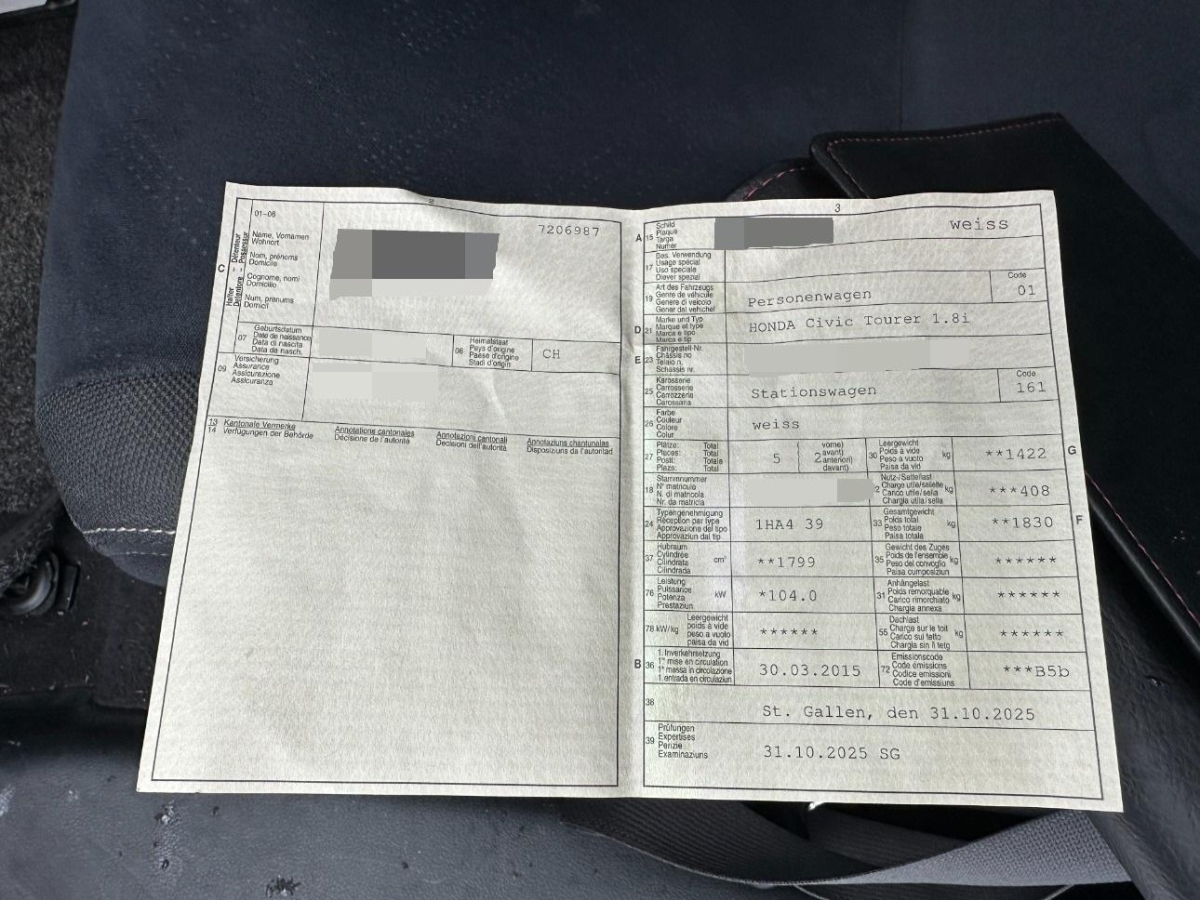 2
01-06
7206987
C
Halter Détenteur
Detentore Possessur
Name, Vornamen
Wohnort
Nom, prénoms
Domicile
Cognome, nomi
Domicilio
Num, prenums
Domicil
07
Geburtsdatum
Date de naissance
Data di nascita
Data da nasch.
08
Heimatstaat
Pays d'origine
Paese d'origine
Stadi d'origin
CH
09
Versicherung
Assurance
Assicurazione
Assicuranza
13 Kantonale Vermerke
14 Verfügungen der Behörde
Annotations cantonales
Décisions de l'autorité
Annotazioni cantonali
Decisioni dell'autorità
Annotaziuns chantunalas
Disposiziuns da l'autoritad
3
A 15
Schild
Plaque
Targa
Numer
weiss
17
Bes. Verwendung
Usage spécial
Uso speciale
Diever spezial
19
Art des Fahrzeugs
Genre de véhicule
Genere di veicolo
Gener dal vehichel
Personenwagen
Code
01
D 21
Marke und Typ
Marque et type
Marca e tipo
Marca e tip
HONDA Civic Tourer 1.8i
E 23
Fahrgestell-Nr.
Châssis no
Telaio n.
Schassis nr.
25
Karosserie
Carrosserie
Carrozzeria
Carossaria
Stationswagen
Code
161
26
Farbe
Couleur
Colore
Colur
weiss
27
Plätze: Total
Places: Total
Posti: Totale
Plazs: Total
5
( vorne)
2 avant)
anteriori)
davant)
30
Leergewicht
Poids à vide
Peso a vuoto
Paisa da vid
kg
**1422
G
18
Stammnummer
N° matricule
N. di matricola
Nr. da matricla
2
Nutz-/Sattellast
Charge utile/sellette
Carico utile/sella
Chargia utila/sella
kg
***408
24
Typengenehmigung
Réception par type
Approvazione del tipo
Approvaziun dal tip
1HA4 39
33
Gesamtgewicht
Poids total
Peso totale
Paisa totala
kg
**1830
F
37
Hubraum
Cylindrée
Cilindrata
Cilindrada
cm³
**1799
35
Gewicht des Zuges
Poids de l'ensemble
Peso del convoglio
Paisa cumposiziun
kg
******
76
Leistung
Puissance
Potenza
Prestaziun
kW
*104.0
31
Anhängelast
Poids remorquable
Carico rimorchiato
Chargia annexa
kg
******
78 kW/kg
Leergewicht
poids à vide
peso a vuoto
paisa da vid
******
55
Dachlast
Charge sur le toit
Carico sul tetto
Chargia sin il tetg
kg
******
B 36
1. Inverkehrsetzung
1re mise en circulation
1a messa in circolazione
1. entrada en circulaziun
30.03.2015
72
Emissionscode
Code émissions
Codice emissioni
Code d'emissiuns
***B5b
38
St. Gallen, den 31.10.2025
39
Prüfungen
Expertises
Perizie
Examinaziuns
31.10.2025 SG